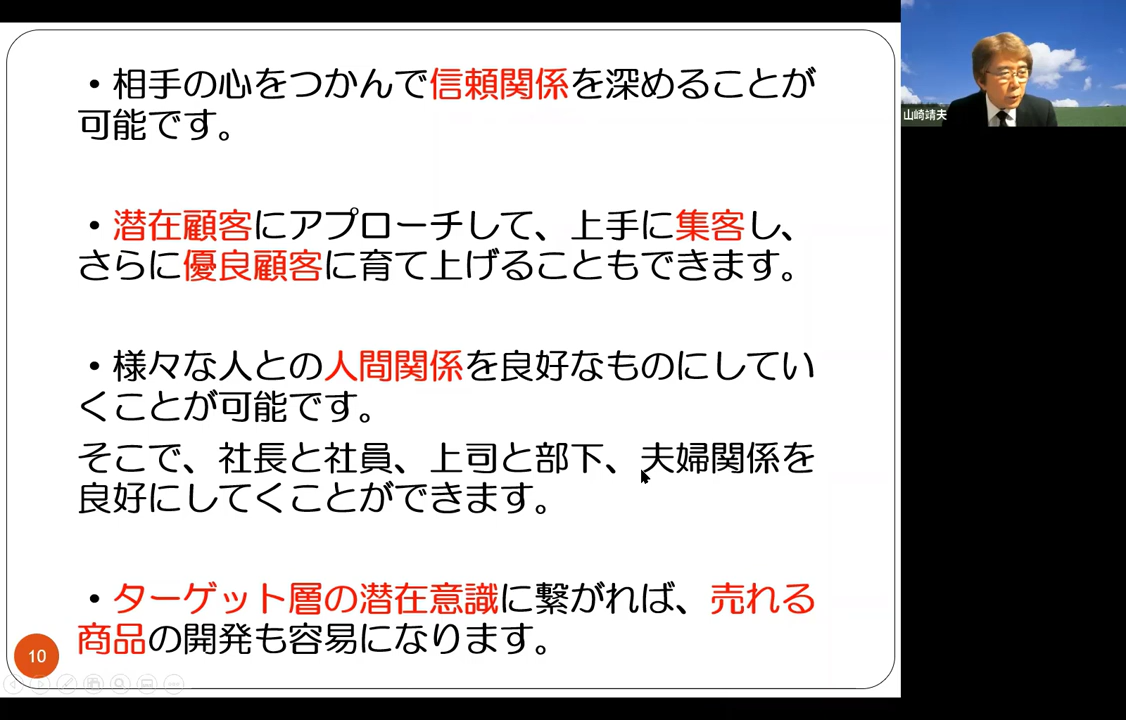 ・相手の心をつかんで信頼関係を深めることが
可能です。
・潜在顧客にアプローチして、上手に集客し、
さらに優良顧客に育て上げることもできます。
・様々な人との人間関係を良好なものにしてい
くことが可能です。
そこで、社長と社員、上司と部下、夫婦関係を
良好にしてくことができます。
・ターゲット層の潜在意識に繋がれば、売れる
商品の開発も容易になります。
10
山崎靖夫